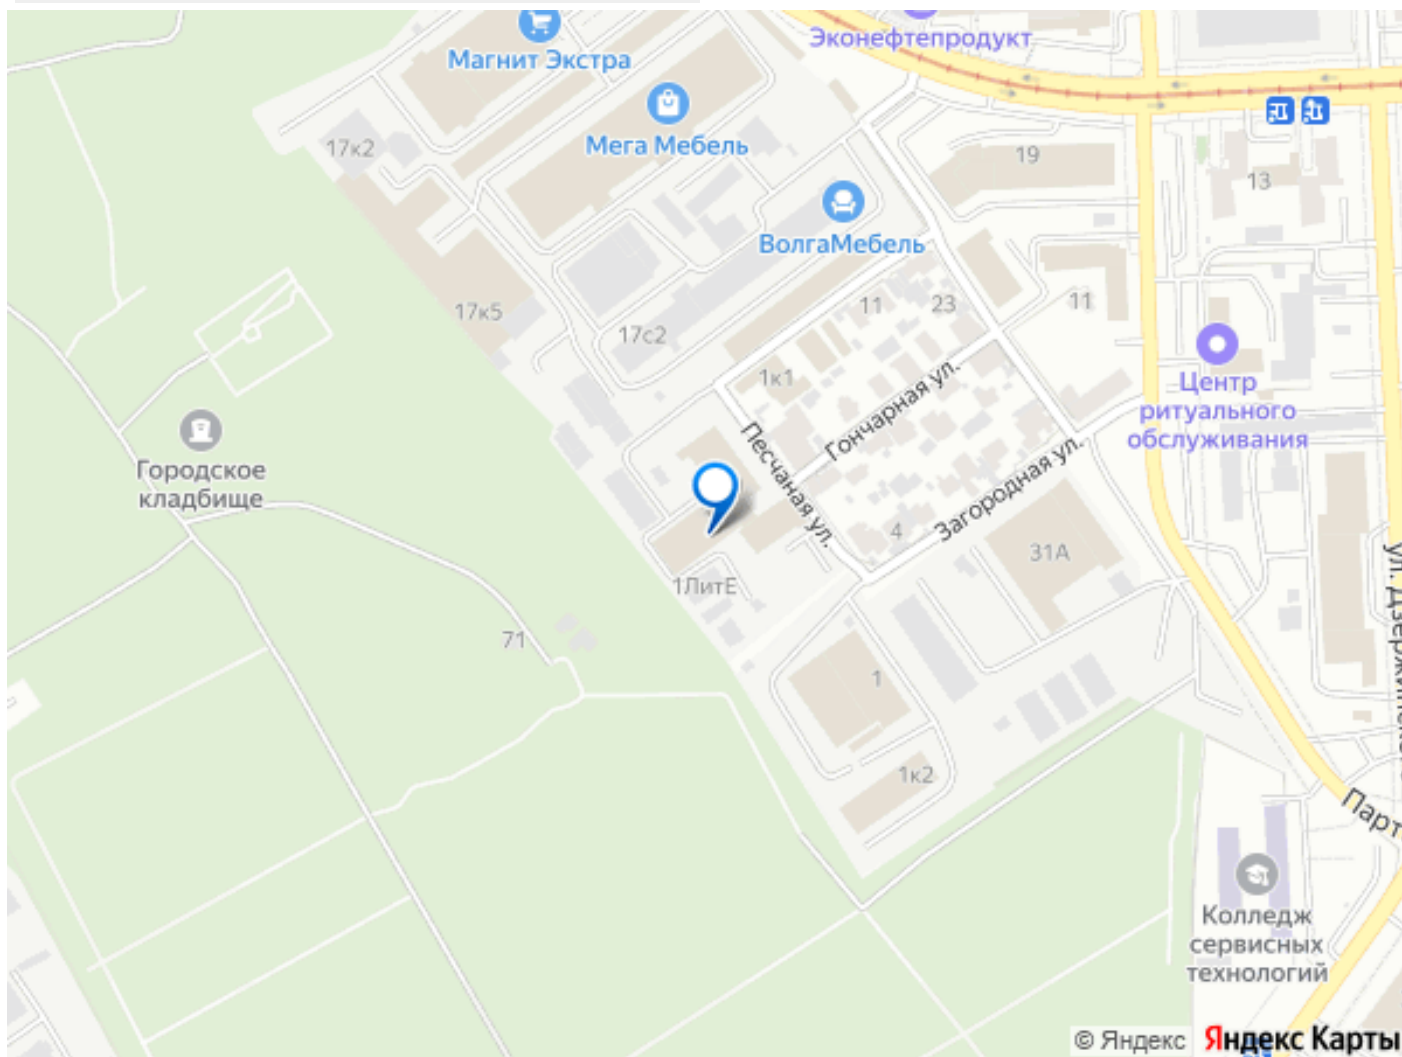 Эконефтепродукт
Магнит Экстра
Мега Мебель
17к2
19
13
ВолгаМебель
17к5
17с2
11
23
11
1к1
Гончарная ул.
Песчаная ул.
Загородная ул.
Центр
ритуального
обслуживания
Городское
кладбище
4
31А
1ЛитЕ
71
1
1к2
ул. Дзержинского
Парт
Колледж
сервисных
технологий
© Яндекс
Яндекс Карты